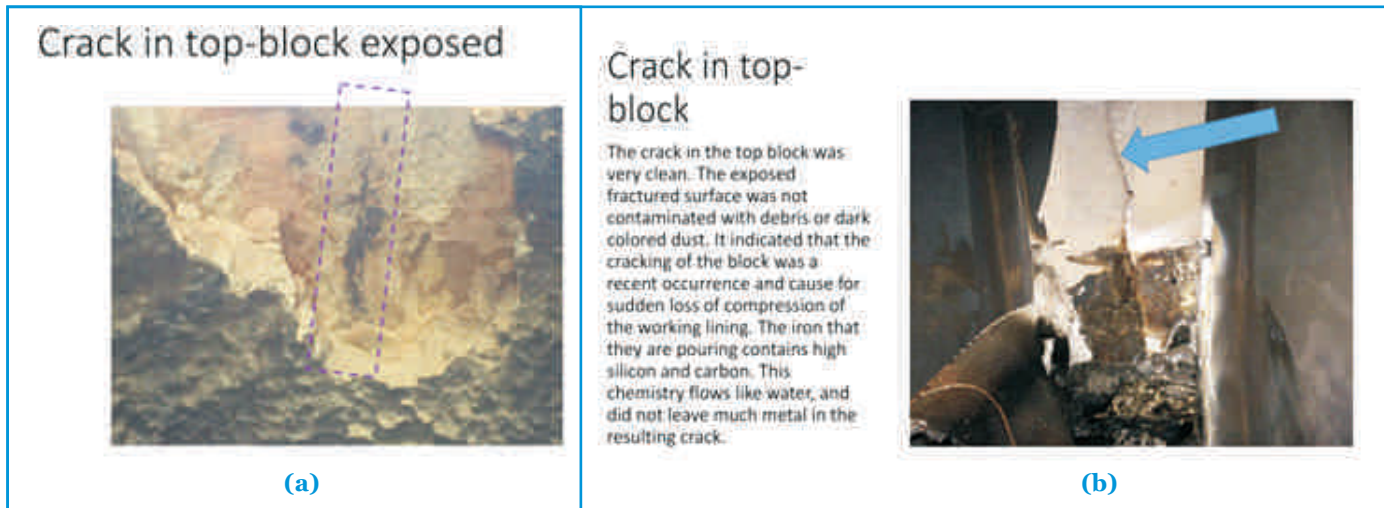 Crack in top-block exposed
(a)
Crack in top-
block
The crack in the top block was
very clean. The exposed
fractured surface was not
contaminated with debris or dark
colored dust. It indicated that the
cracking of the block was a
recent occurrence and cause for
sudden loss of compression of
the working lining. The iron that
they are pouring contains high
silicon and carbon. This
chemistry flows like water, and
did not leave much metal in the
resulting crack.
(b)